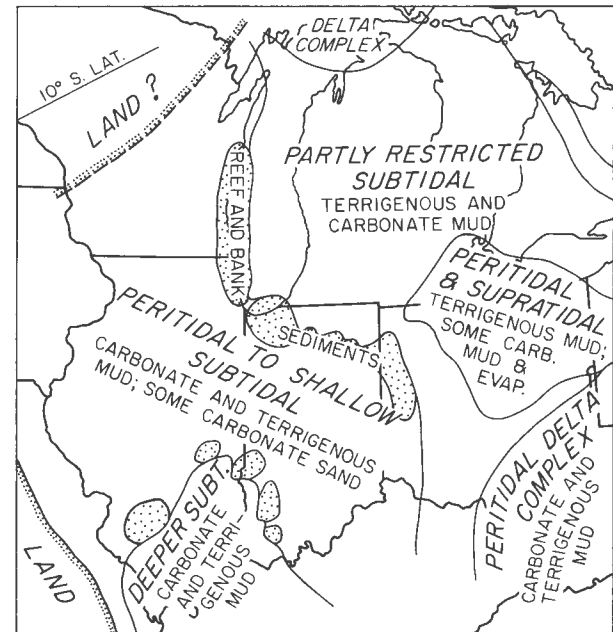 DELTA
COMPLEX
10° S. LAT.
LAND ?
REEF AND BANK
SEDIMENTS
PARTLY RESTRICTED
SUBTIDAL
TERRIGENOUS AND
CARBONATE MUD
PERITIDAL
& SUPRATIDAL
TERRIGENOUS MUD;
SOME CARB.
MUD &
EVAP.
PERITIDAL TO SHALLOW
SUBTIDAL
CARBONATE AND TERRIGENOUS
MUD; SOME CARBONATE SAND
DEEPER SUBT.
CARBONATE
AND TERRI-
GENOUS
MUD
PERITIDAL DELTA
COMPLEX
CARBONATE AND
TERRIGENOUS
MUD
LAND